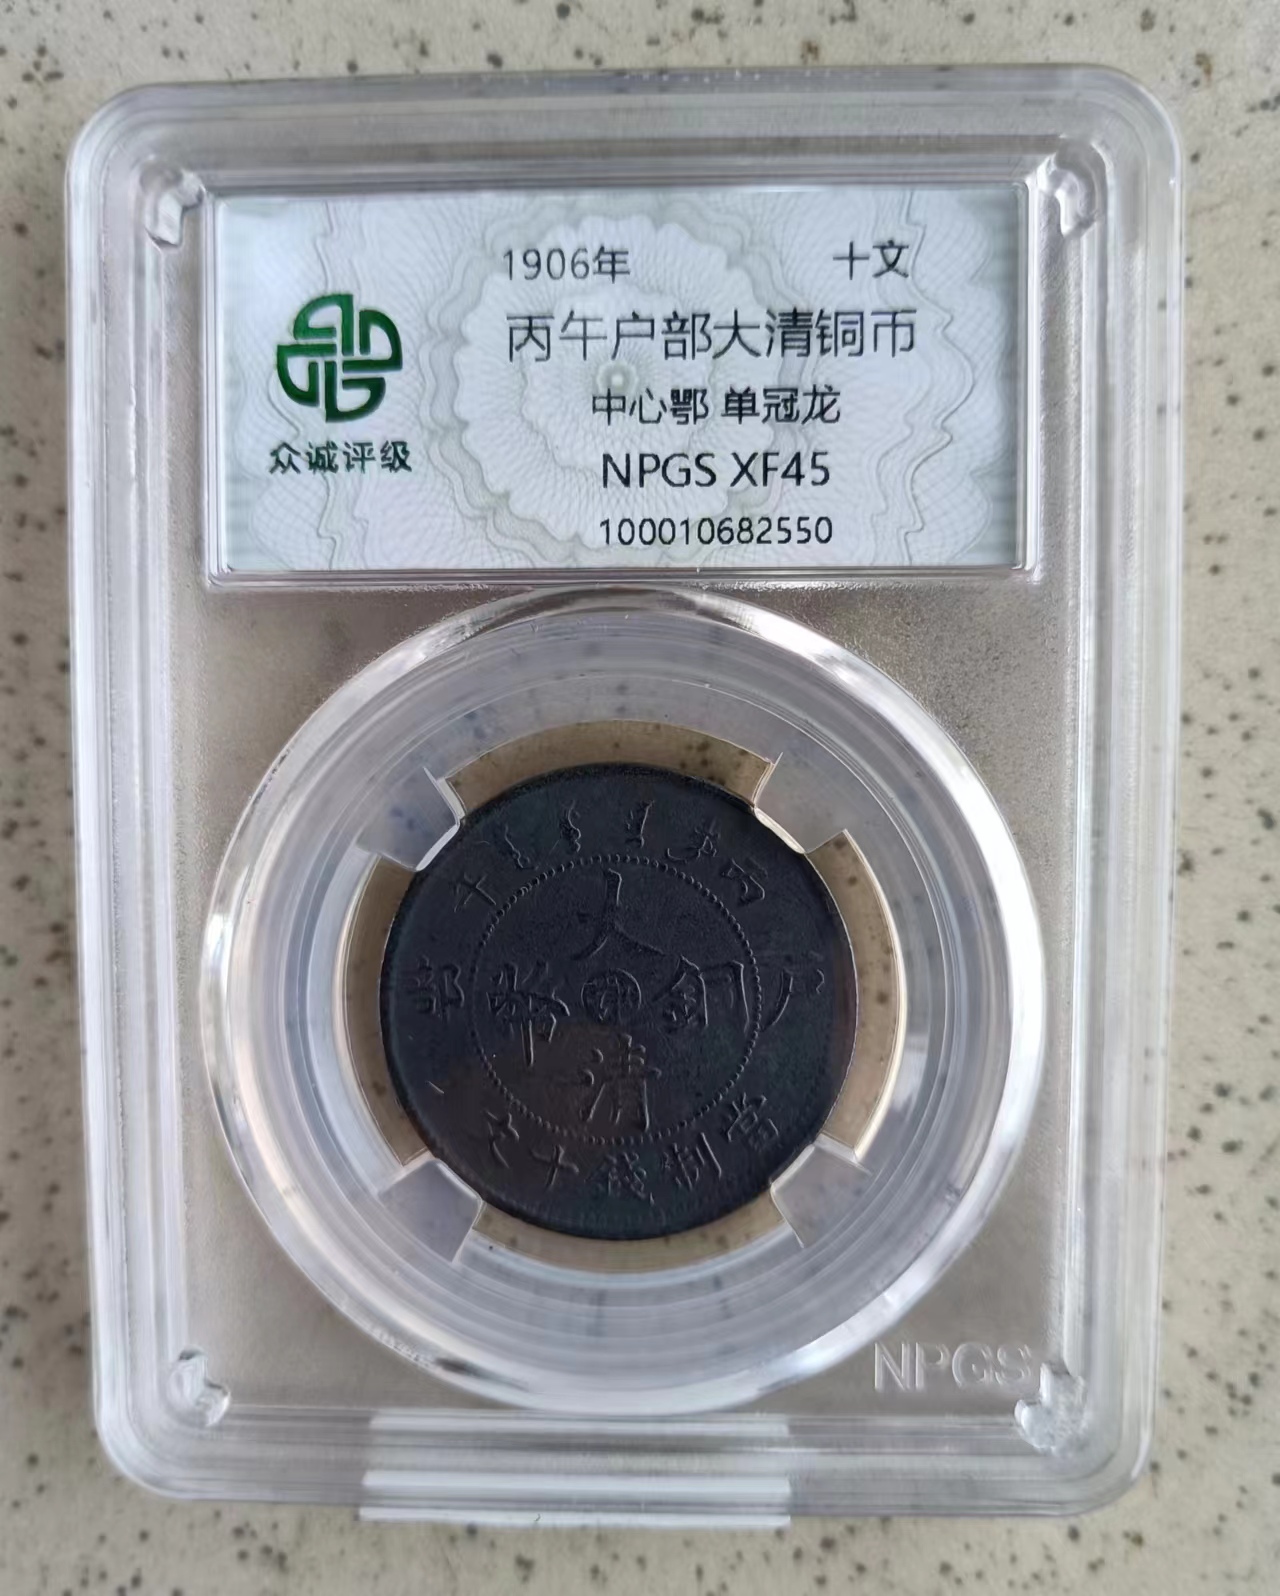 1906年 十文
丙午户部大清铜币
中心鄂 单冠龙
NPGS XF45
100010682550
众诚评级
午 丙
大
部 幣 鄂 銅 户
清
文十錢制當
NPGS